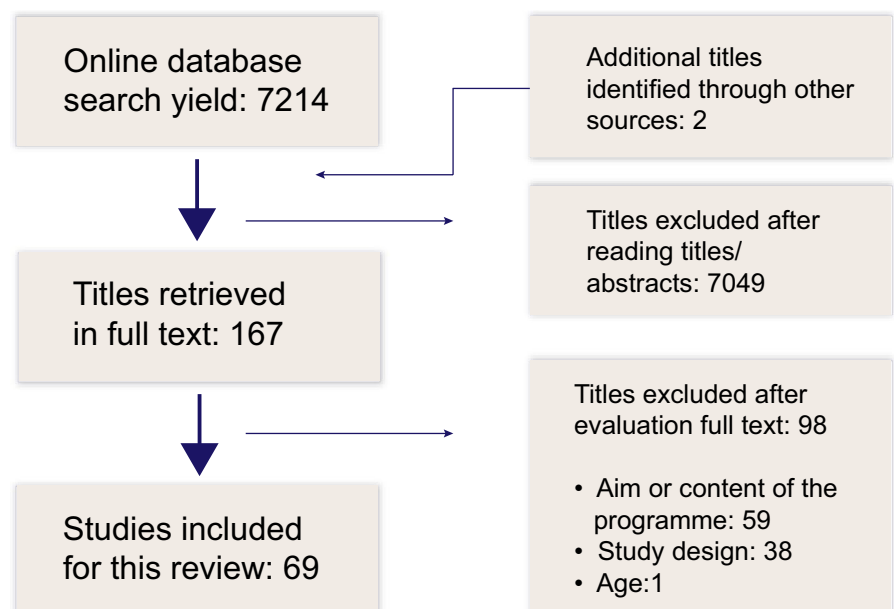 Online database
search yield: 7214
Additional titles
identified through other
sources: 2
Titles excluded after
reading titles/
abstracts: 7049
Titles retrieved
in full text: 167
Titles excluded after
evaluation full text: 98
• Aim or content of the
programme: 59
• Study design: 38
• Age:1
Studies included
for this review: 69